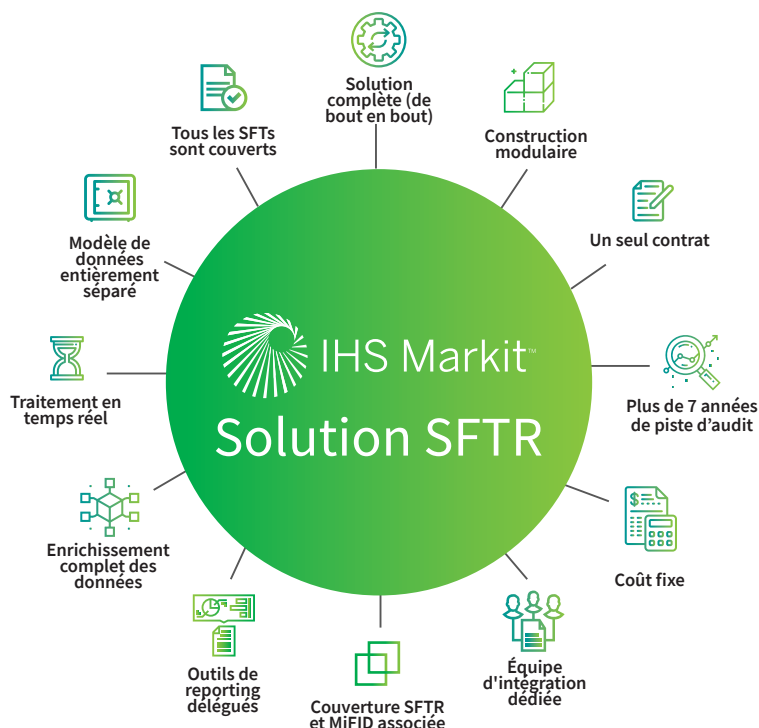 Solution
complète (de
bout en bout)
Construction
modulaire
Un seul contrat
Plus de 7 années
de piste d'audit
$
Coût fixe
Équipe
d'intégration
dédiée
Couverture SFTR
et MiFID associée
Outils de
reporting
délégués
Enrichissement
complet des
données
Traitement en
temps réel
Modèle de
données
entièrement
séparé
Tous les SFTs
sont couverts
IHS Markit™
Solution SFTR